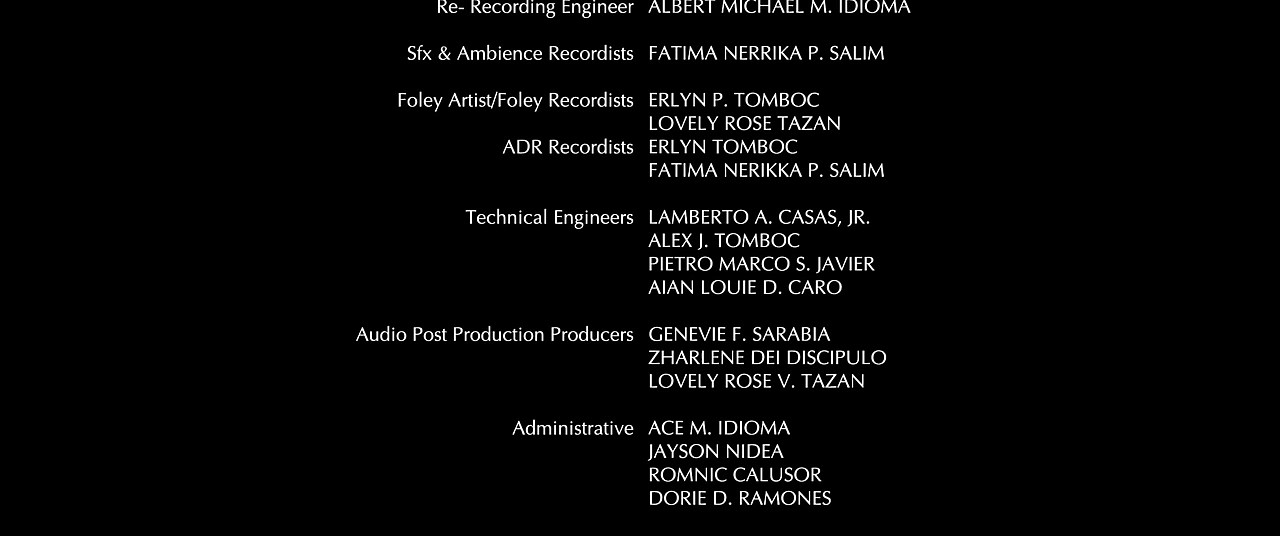 Re- Recording Engineer ALBERT MICHAEL M. IDIOMA
Sfx & Ambience Recordists FATIMA NERRIKA P. SALIM
Foley Artist/Foley Recordists ERLYN P. TOMBOC
LOVELY ROSE TAZAN
ADR Recordists ERLYN TOMBOC
FATIMA NERIKKA P. SALIM
Technical Engineers LAMBERTO A. CASAS, JR.
ALEX J. TOMBOC
PIETRO MARCO S. JAVIER
AIAN LOUIE D. CARO
Audio Post Production Producers GENEVIE F. SARABIA
ZHARLENE DEI DISCIPULO
LOVELY ROSE V. TAZAN
Administrative ACE M. IDIOMA
JAYSON NIDEA
ROMNIC CALUSOR
DORIE D. RAMONES